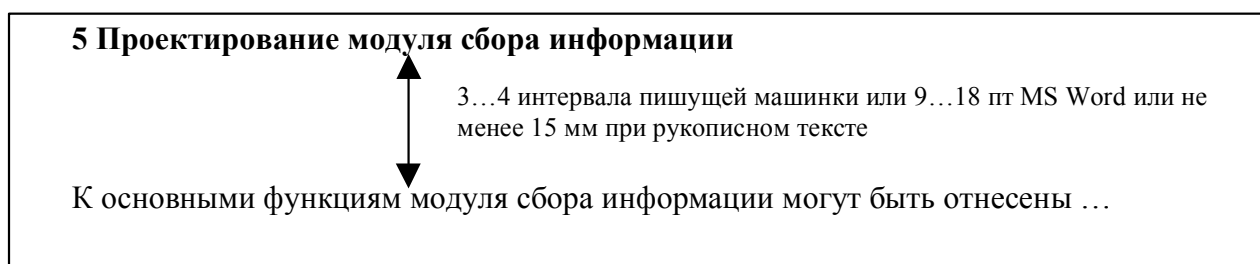 5 Проектирование модуля сбора информации
3…4 интервала пишущей машинки или 9…18 пт MS Word или не
менее 15 мм при рукописном тексте
К основными функциям модуля сбора информации могут быть отнесены …